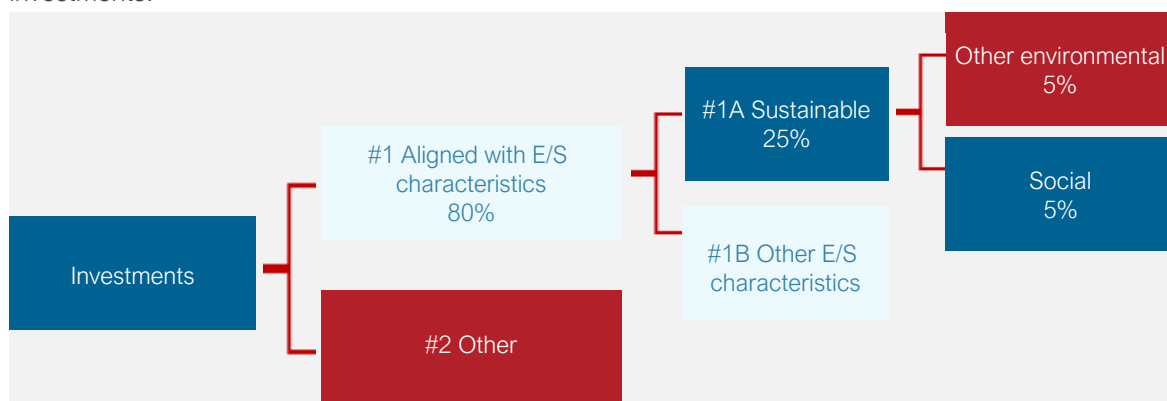 Investments
#1 Aligned with E/S
characteristics
80%
#2 Other
#1A Sustainable
25%
#1B Other E/S
characteristics
Other environmental
5%
Social
5%